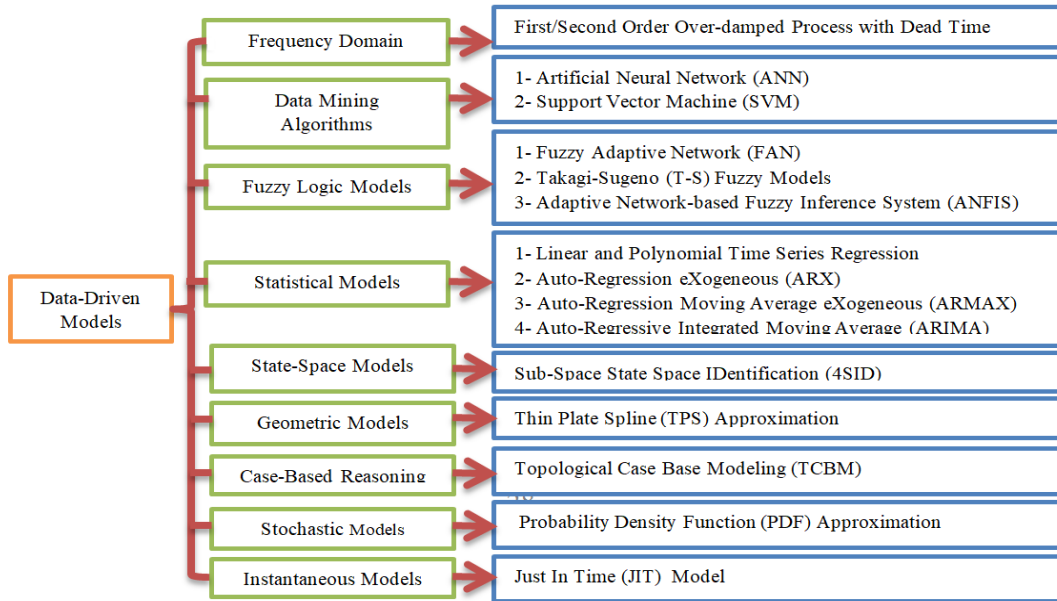 Frequency Domain
First/Second Order Over-damped Process with Dead Time
Data Mining
Algorithms
1- Artificial Neural Network (ANN)
2- Support Vector Machine (SVM)
Fuzzy Logic Models
1- Fuzzy Adaptive Network (FAN)
2- Takagi-Sugeno (T-S) Fuzzy Models
3- Adaptive Network-based Fuzzy Inference System (ANFIS)
Data-Driven
Models
Statistical Models
1- Linear and Polynomial Time Series Regression
2- Auto-Regression eXogeneous (ARX)
3- Auto-Regression Moving Average eXogeneous (ARMAX)
4- Auto-Regressive Integrated Moving Average (ARIMA)
State-Space Models
Sub-Space State Space IDentification (4SID)
Geometric Models
Thin Plate Spline (TPS) Approximation
Case-Based Reasoning
Topological Case Base Modeling (TCBM)
Stochastic Models
Probability Density Function (PDF) Approximation
Instantaneous Models
Just In Time (JIT) Model